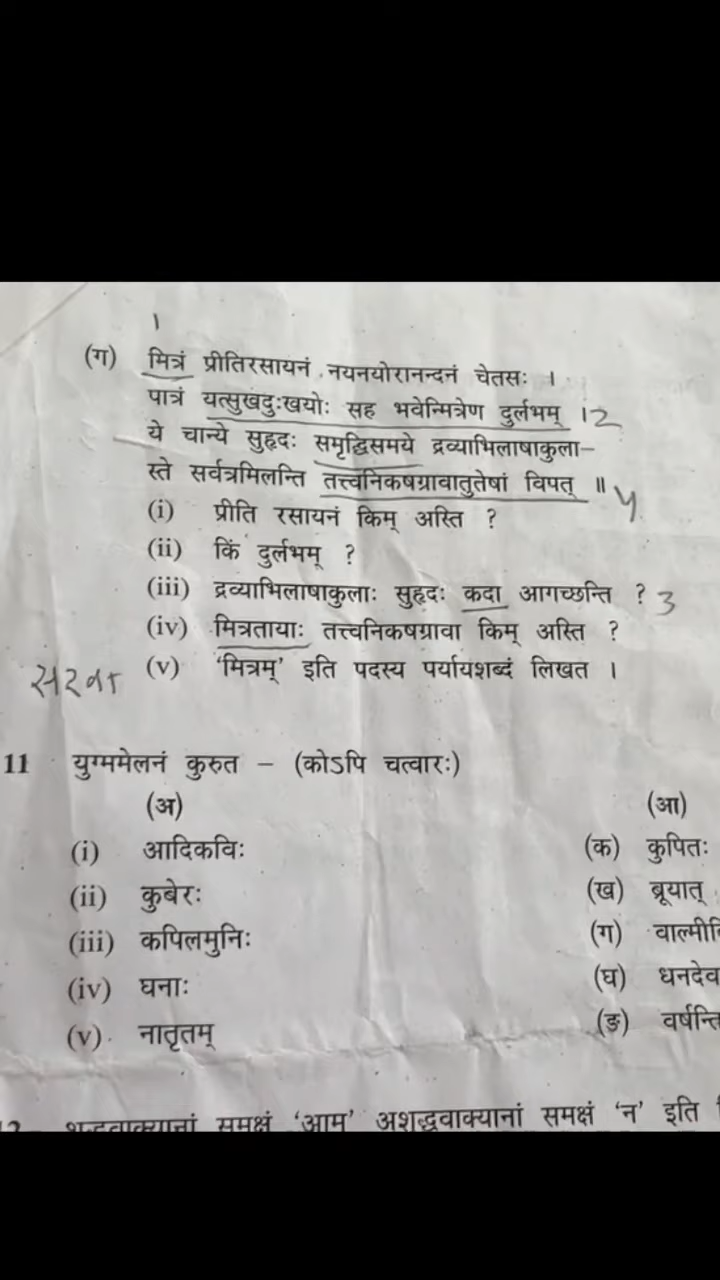 १
(ग) मित्रं प्रीतिरसायनं नयनयोरानन्दनं चेतसः ।
पात्रं यत्सुखदुःखयोः सह भवेन्मित्रेण दुर्लभम् । 2
ये चान्ये सुहृदः समृद्धिसमये द्रव्याभिलाषाकुला–
स्ते सर्वत्रमिलन्ति तत्त्वनिकषग्रावातुतेषां विपत् ॥
(i) प्रीति रसायनं किम् अस्ति ?
(ii) किं दुर्लभम् ?
(iii) द्रव्याभिलाषाकुलाः सुहृदः कदा आगच्छन्ति ? 3
(iv) मित्रतायाः तत्त्वनिकषग्रावा किम् अस्ति ?
(v) 'मित्रम्' इति पदस्य पर्यायशब्दं लिखत ।
11 युग्ममेलनं कुरुत – (कोऽपि चत्वारः)
(अ) (आ)
(i) आदिकविः (क) कुपितः
(ii) कुबेरः (ख) ब्रूयात्
(iii) कपिलमुनिः (ग)
(iv) घनाः (घ) धनदेव
(v) नातृतम् (ङ) वर्षन्ति
समक्षं 'आम' अशुद्धवाक्यानां समक्षं 'न' इति